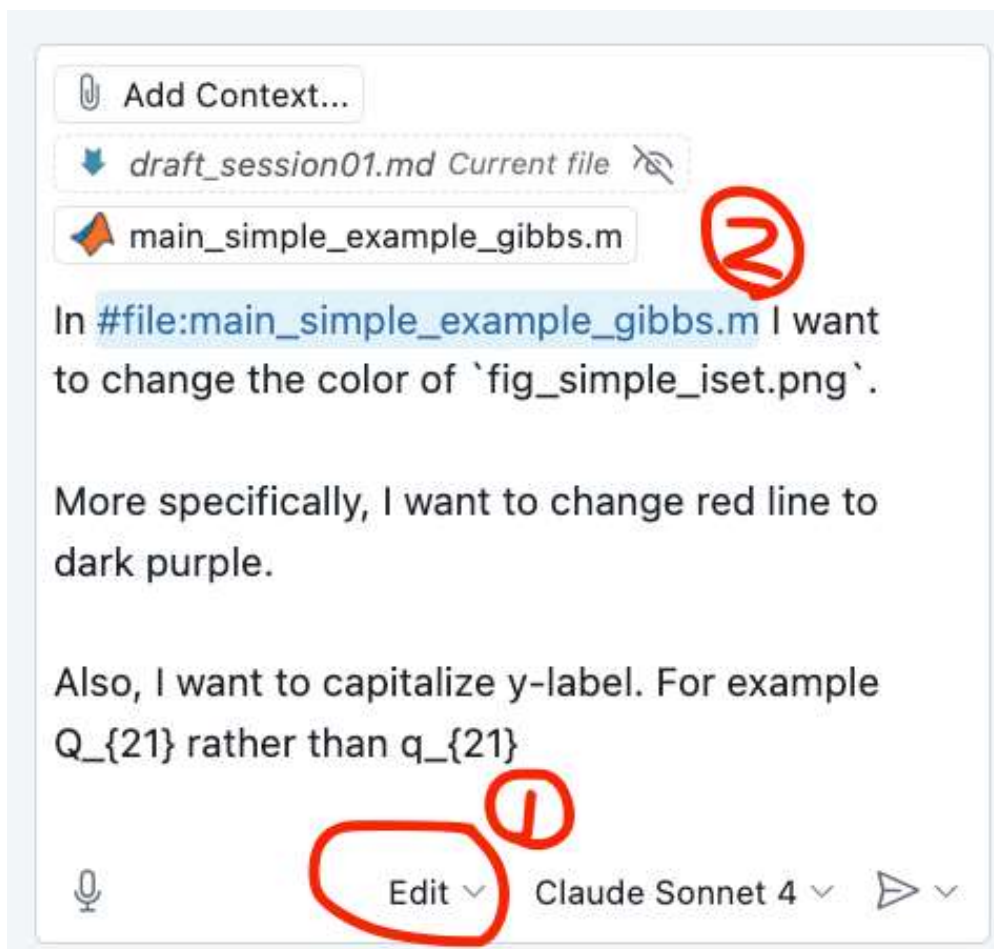 Add Context...
draft_session01.md Current file
main_simple_example_gibbs.m
2
In #file:main_simple_example_gibbs.m I want
to change the color of `fig_simple_iset.png`.
More specifically, I want to change red line to
dark purple.
Also, I want to capitalize y-label. For example
Q_{21} rather than q_{21}
1
Edit Claude Sonnet 4